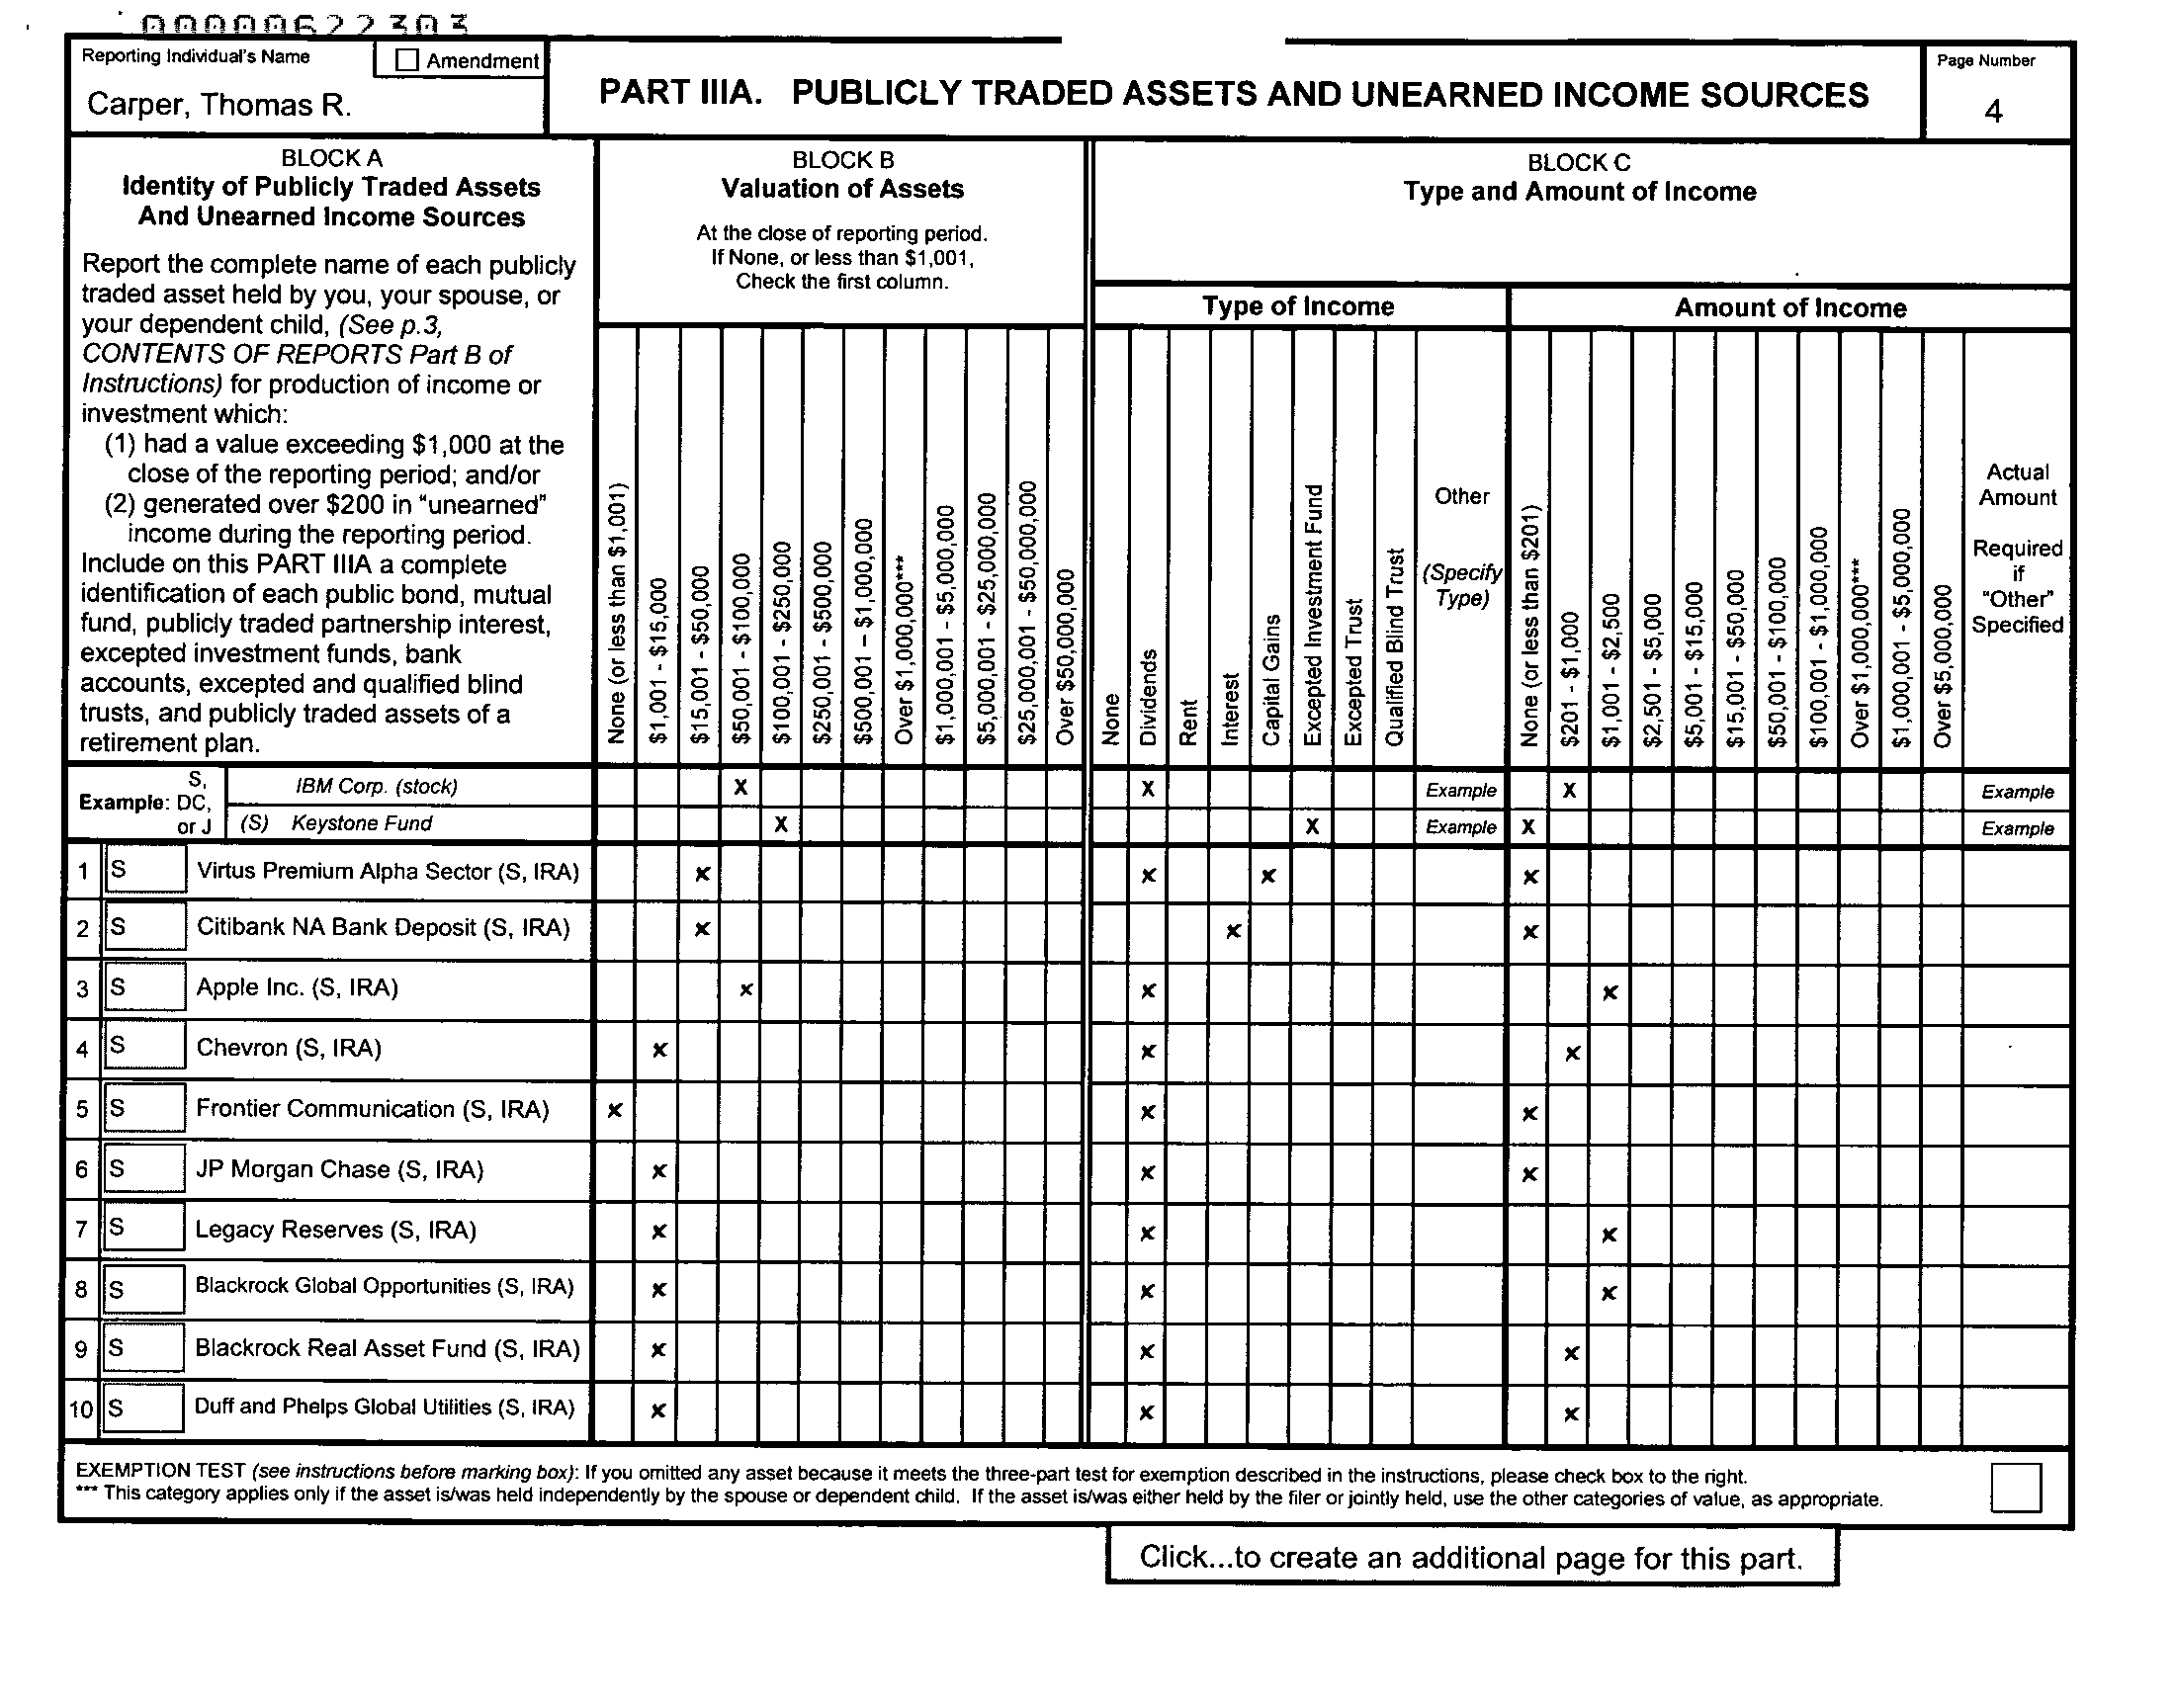 00000622303
Reporting Individual's Name
Amendment
Carper, Thomas R.
PART IIIA. PUBLICLY TRADED ASSETS AND UNEARNED INCOME SOURCES
Page Number
4
BLOCK A
Identity of Publicly Traded Assets
And Unearned Income Sources
Report the complete name of each publicly
traded asset held by you, your spouse, or
your dependent child, (See p.3,
CONTENTS OF REPORTS Part B of
Instructions) for production of income or
investment which:
(1) had a value exceeding $1,000 at the
close of the reporting period; and/or
(2) generated over $200 in "unearned"
income during the reporting period.
Include on this PART IIIA a complete
identification of each public bond, mutual
fund, publicly traded partnership interest,
excepted investment funds, bank
accounts, excepted and qualified blind
trusts, and publicly traded assets of a
retirement plan.
BLOCK B
Valuation of Assets
At the close of reporting period.
If None, or less than $1,001,
Check the first column.
None (or less than $1,001)
$1,001 - $15,000
$15,001 - $50,000
$50,001 - $100,000
$100,001 - $250,000
$250,001 - $500,000
$500,001 – $1,000,000
Over $1,000,000***
$1,000,001 - $5,000,000
$5,000,001 - $25,000,000
$25,000,001 - $50,000,000
Over $50,000,000
BLOCK C
Type and Amount of Income
Type of Income
None
Dividends
Rent
Interest
Capital Gains
Excepted Investment Fund
Excepted Trust
Qualified Blind Trust
Other
(Specify
Type)
Amount of Income
None (or less than $201)
$201 - $1,000
$1,001 - $2,500
$2,501 - $5,000
$5,001 - $15,000
$15,001 - $50,000
$50,001 - $100,000
$100,001 - $1,000,000
Over $1,000,000***
$1,000,001 - $5,000,000
Over $5,000,000
Actual
Amount
Required
if
"Other"
Specified
Example: S, DC, or J
IBM Corp. (stock) X X Example X Example
(S) Keystone Fund X X Example X Example
1 S Virtus Premium Alpha Sector (S, IRA) x x x x
2 S Citibank NA Bank Deposit (S, IRA) x x x
3 S Apple Inc. (S, IRA) x x x
4 S Chevron (S, IRA) x x x
5 S Frontier Communication (S, IRA) x x x
6 S JP Morgan Chase (S, IRA) x x x
7 S Legacy Reserves (S, IRA) x x x
8 S Blackrock Global Opportunities (S, IRA) x x x
9 S Blackrock Real Asset Fund (S, IRA) x x x
10 S Duff and Phelps Global Utilities (S, IRA) x x x
EXEMPTION TEST (see instructions before marking box): If you omitted any asset because it meets the three-part test for exemption described in the instructions, please check box to the right.
*** This category applies only if the asset is/was held independently by the spouse or dependent child. If the asset is/was either held by the filer or jointly held, use the other categories of value, as appropriate.
Click...to create an additional page for this part.